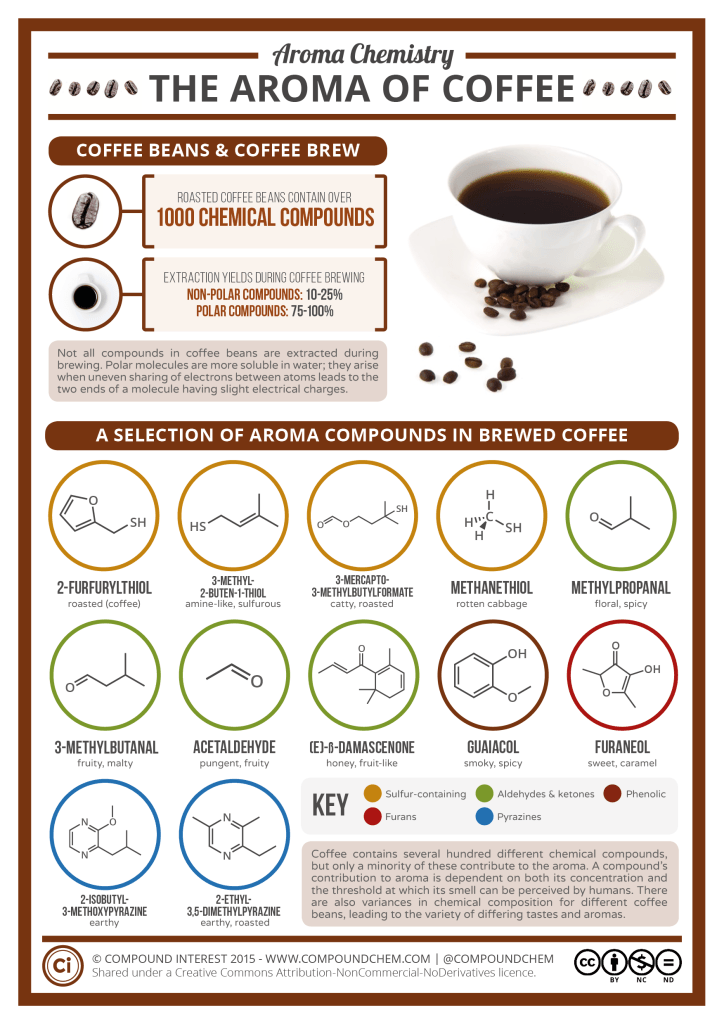 Aroma Chemistry
THE AROMA OF COFFEE
COFFEE BEANS & COFFEE BREW
ROASTED COFFEE BEANS CONTAIN OVER
1000 CHEMICAL COMPOUNDS
EXTRACTION YIELDS DURING COFFEE BREWING
NON-POLAR COMPOUNDS: 10-25%
POLAR COMPOUNDS: 75-100%
Not all compounds in coffee beans are extracted during
brewing. Polar molecules are more soluble in water; they arise
when uneven sharing of electrons between atoms leads to the
two ends of a molecule having slight electrical charges.
A SELECTION OF AROMA COMPOUNDS IN BREWED COFFEE
O
SH
2-FURFURYLTHIOL
roasted (coffee)
HS
3-METHYL-
2-BUTEN-1-THIOL
amine-like, sulfurous
O
O
SH
3-MERCAPTO-
3-METHYLBUTYLFORMATE
catty, roasted
H
H
C
H
SH
METHANETHIOL
rotten cabbage
O
METHYLPROPANAL
floral, spicy
O
3-METHYLBUTANAL
fruity, malty
O
ACETALDEHYDE
pungent, fruity
O
(E)-ß-DAMASCENONE
honey, fruit-like
OH
O
GUAIACOL
smoky, spicy
O
OH
O
FURANEOL
sweet, caramel
N
O
N
2-ISOBUTYL-
3-METHOXYPYRAZINE
earthy
N
N
2-ETHYL-
3,5-DIMETHYLPYRAZINE
earthy, roasted
KEY
Sulfur-containing
Aldehydes & ketones
Phenolic
Furans
Pyrazines
Coffee contains several hundred different chemical compounds,
but only a minority of these contribute to the aroma. A compound’s
contribution to aroma is dependent on both its concentration and
the threshold at which its smell can be perceived by humans. There
are also variances in chemical composition for different coffee
beans, leading to the variety of differing tastes and aromas.
Ci
© COMPOUND INTEREST 2015 - WWW.COMPOUNDCHEM.COM | @COMPOUNDCHEM
Shared under a Creative Commons Attribution-NonCommercial-NoDerivatives licence.
cc
$
=
BY NC ND